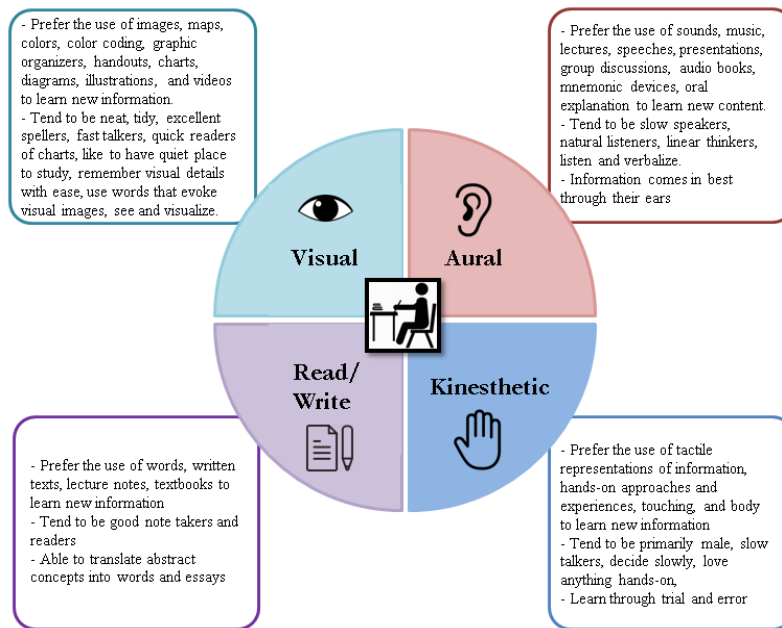 - Prefer the use of images, maps,
colors, color coding, graphic
organizers, handouts, charts,
diagrams, illustrations, and videos
to learn new information.
- Tend to be neat, tidy, excellent
spellers, fast talkers, quick readers
of charts, like to have quiet place
to study, remember visual details
with ease, use words that evoke
visual images, see and visualize.
- Prefer the use of sounds, music,
lectures, speeches, presentations,
group discussions, audio books,
mnemonic devices, oral
explanation to learn new content.
- Tend to be slow speakers,
natural listeners, linear thinkers,
listen and verbalize.
- Information comes in best
through their ears
Visual
Aural
Read/
Write
Kinesthetic
- Prefer the use of words, written
texts, lecture notes, textbooks to
learn new information
- Tend to be good note takers and
readers
- Able to translate abstract
concepts into words and essays
- Prefer the use of tactile
representations of information,
hands-on approaches and
experiences, touching, and body
to learn new information
- Tend to be primarily male, slow
talkers, decide slowly, love
anything hands-on,
- Learn through trial and error